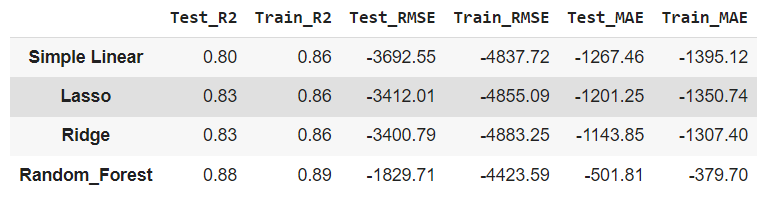 Test_R2 Train_R2 Test_RMSE Train_RMSE Test_MAE Train_MAE
Simple Linear 0.80 0.86 -3692.55 -4837.72 -1267.46 -1395.12
Lasso 0.83 0.86 -3412.01 -4855.09 -1201.25 -1350.74
Ridge 0.83 0.86 -3400.79 -4883.25 -1143.85 -1307.40
Random_Forest 0.88 0.89 -1829.71 -4423.59 -501.81 -379.70